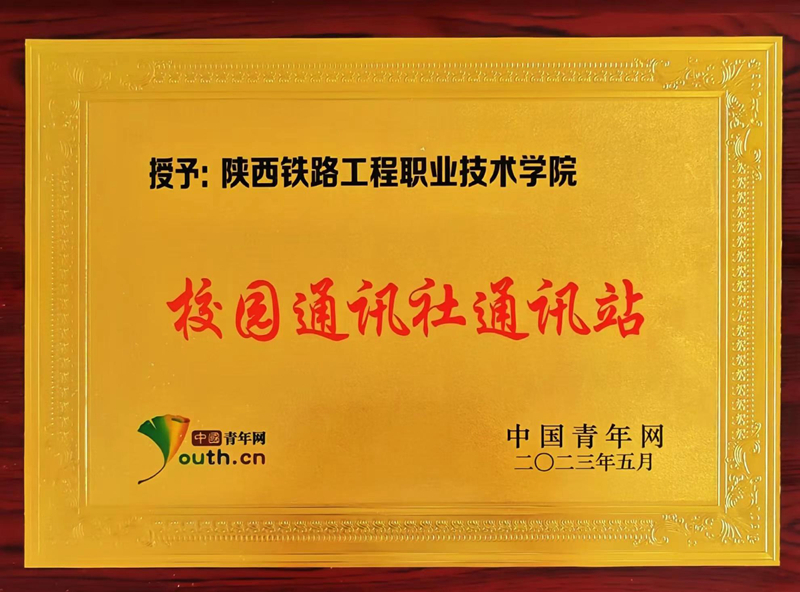 授予：陕西铁路工程职业技术学院
校园通讯社通讯站
中國青年网
Youth.cn
中国青年网
二〇二三年五月